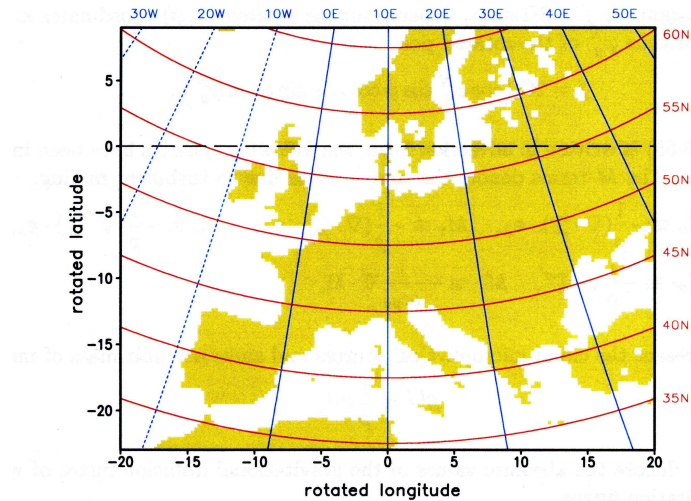 30W 20W 10W 0E 10E 20E 30E 40E 50E
60N
5
55N
0
50N
-5
45N
-10
40N
-15
35N
-20
rotated latitude
-20 -15 -10 -5 0 5 10 15 20
rotated longitude